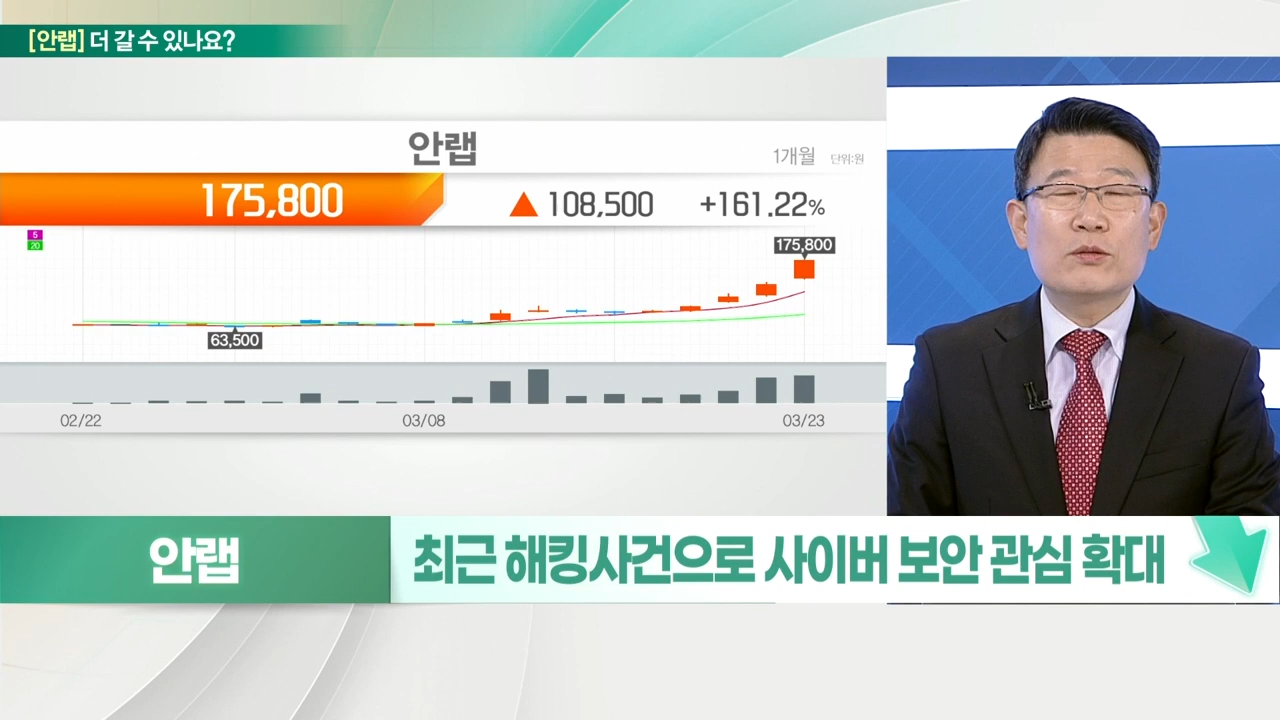 [안랩] 더 갈 수 있나요?
안랩
1개월 단위:원
175,800 ▲ 108,500 +161.22%
5
20
175,800
63,500
02/22 03/08 03/23
안랩 최근 해킹사건으로 사이버 보안 관심 확대